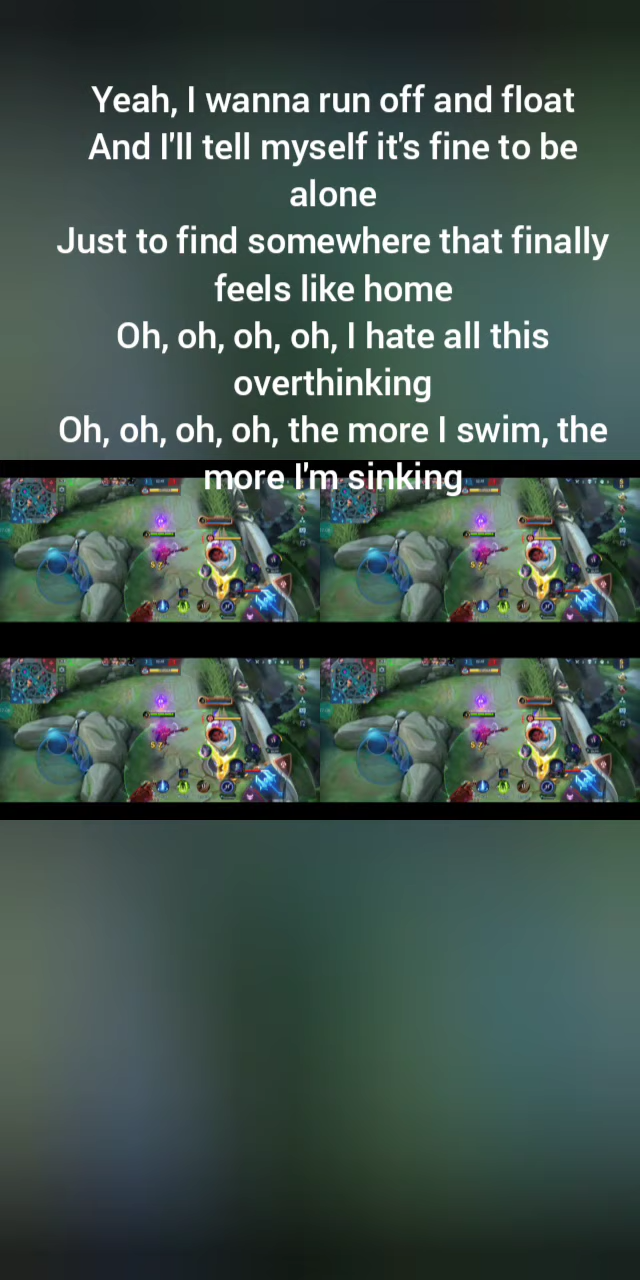 Yeah, I wanna run off and float
And I'll tell myself it's fine to be
alone
Just to find somewhere that finally
feels like home
Oh, oh, oh, oh, I hate all this
overthinking
Oh, oh, oh, oh, the more I swim, the
more I'm sinking